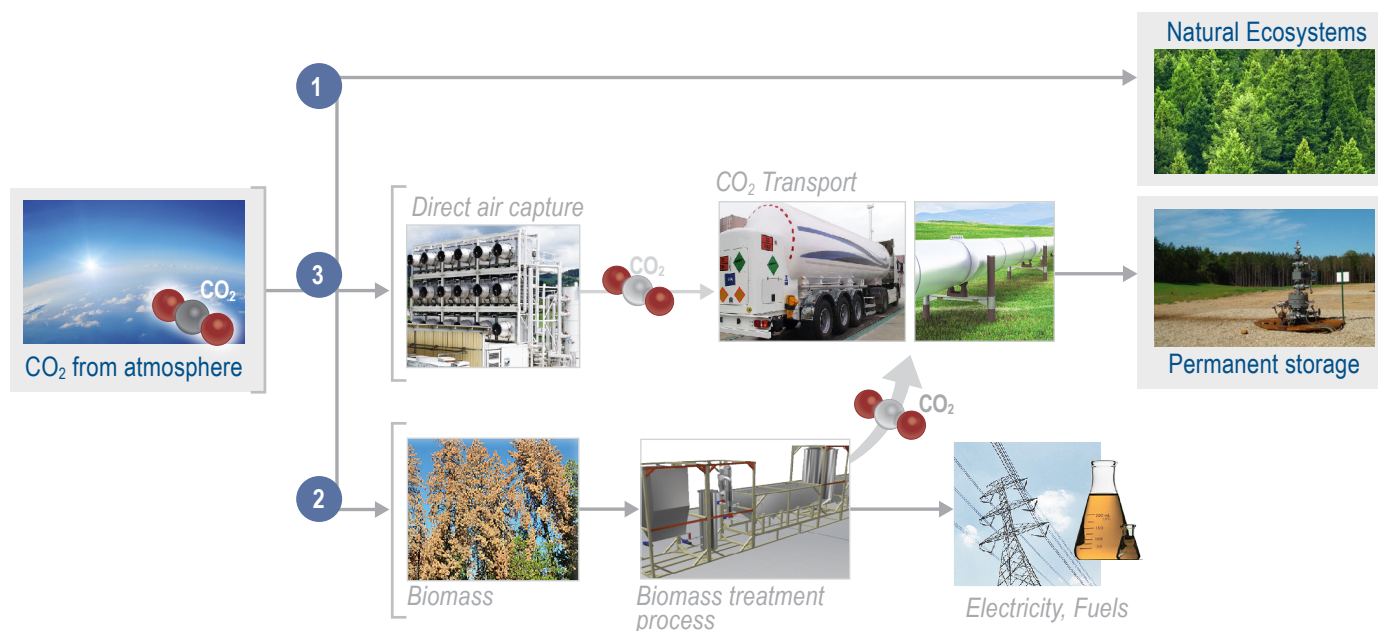 Natural Ecosystems
1
CO₂ Transport
Direct air capture
3
CO₂
CO₂
CO₂ from atmosphere
Permanent storage
CO₂
2
Biomass
Biomass treatment
process
Electricity, Fuels